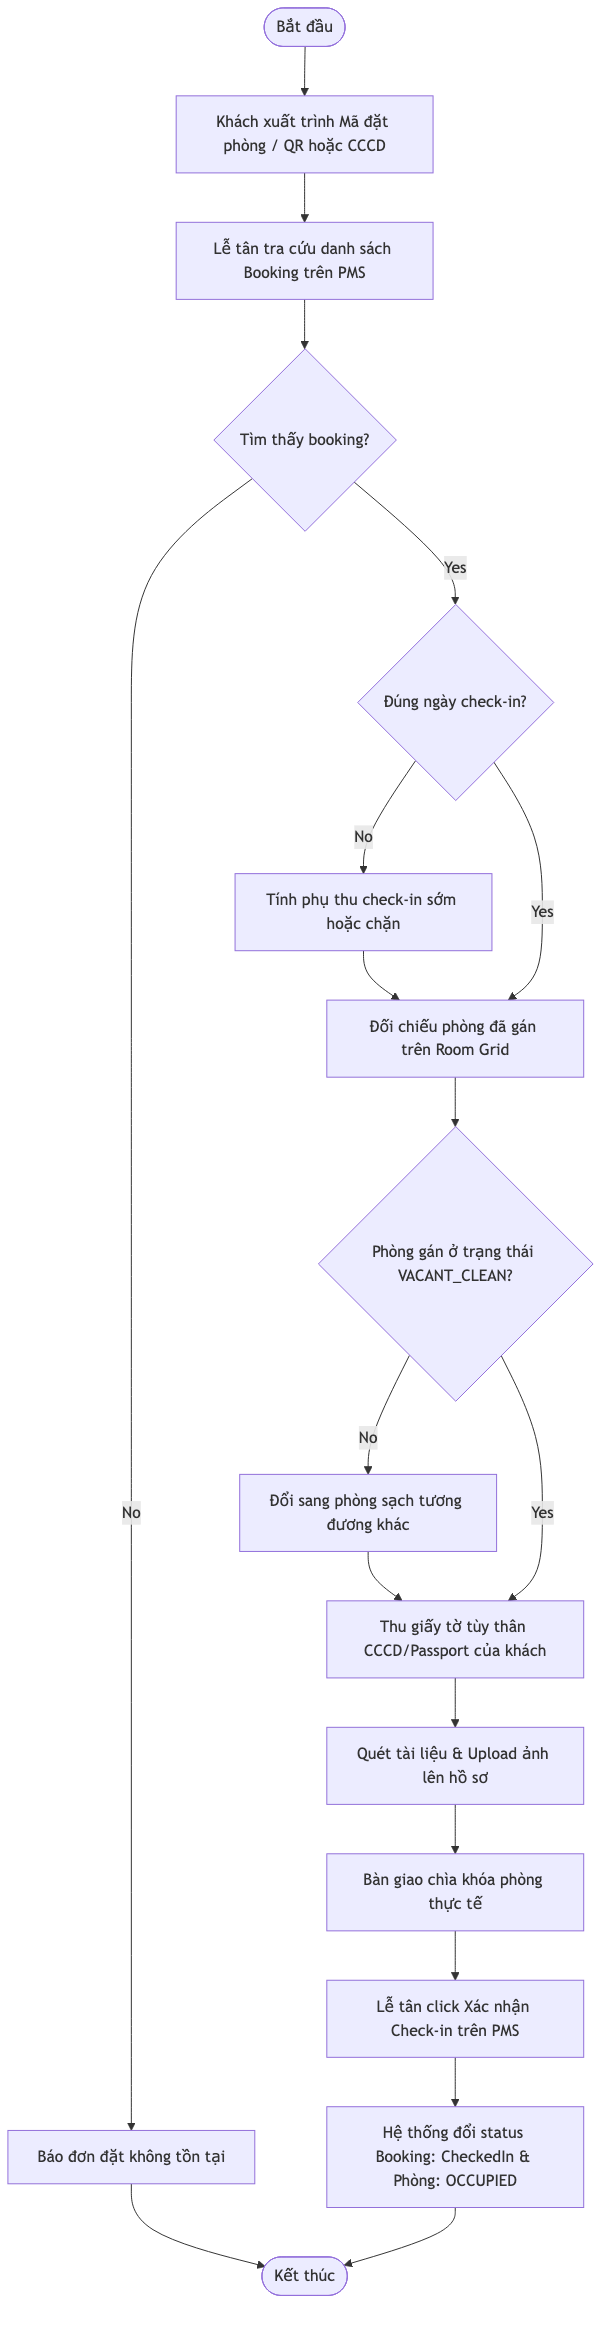 Bắt đầu
Khách xuất trình Mã đặt
phòng / QR hoặc CCCD
Lễ tân tra cứu danh sách
Booking trên PMS
Tìm thấy booking?
Yes
Đúng ngày check-in?
No
Tính phụ thu check-in sớm
hoặc chặn
Yes
Đối chiếu phòng đã gán
trên Room Grid
Phòng gán ở trạng thái
VACANT_CLEAN?
No
Đổi sang phòng sạch tương
đương khác
No
Yes
Thu giấy tờ tùy thân
CCCD/Passport của khách
Quét tài liệu & Upload ảnh
lên hồ sơ
Bàn giao chìa khóa phòng
thực tế
Lễ tân click Xác nhận
Check-in trên PMS
Báo đơn đặt không tồn tại
Hệ thống đổi status
Booking: CheckedIn &
Phòng: OCCUPIED
Kết thúc